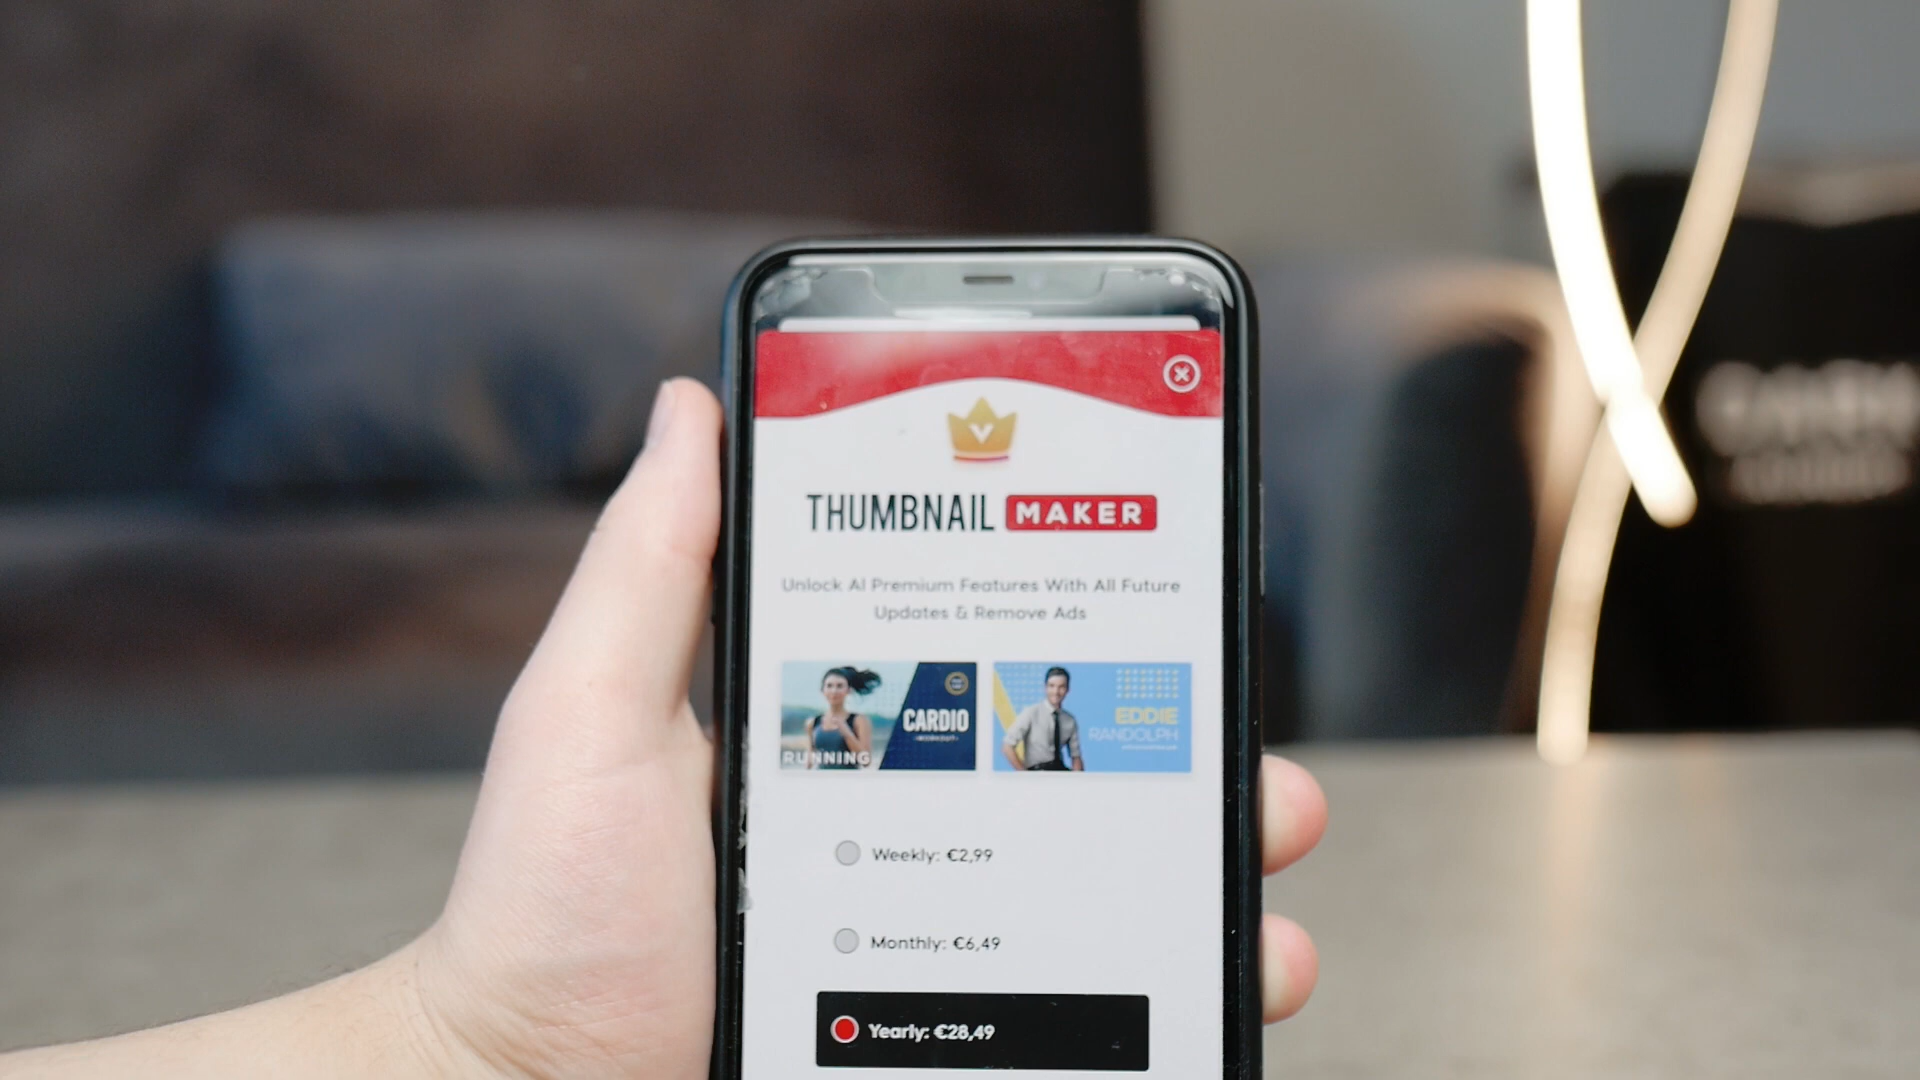 THUMBNAIL MAKER
Unlock AI Premium Features With All Future
Updates & Remove Ads
CARDIO
WORKOUT
RUNNING
EDDIE
RANDOLPH
Weekly: €2,99
Monthly: €6,49
Yearly: €28,49